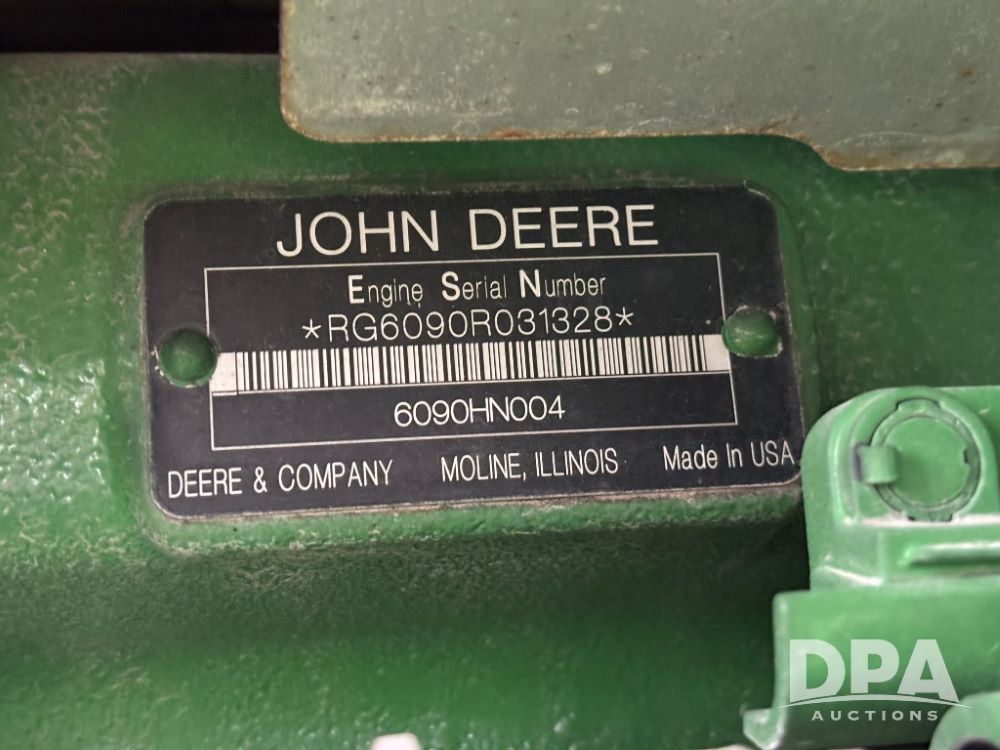 JOHN DEERE
Engine Serial Number
*RG6090R031328*
6090HN004
DEERE & COMPANY MOLINE, ILLINOIS Made In USA
DPA
AUCTIONS